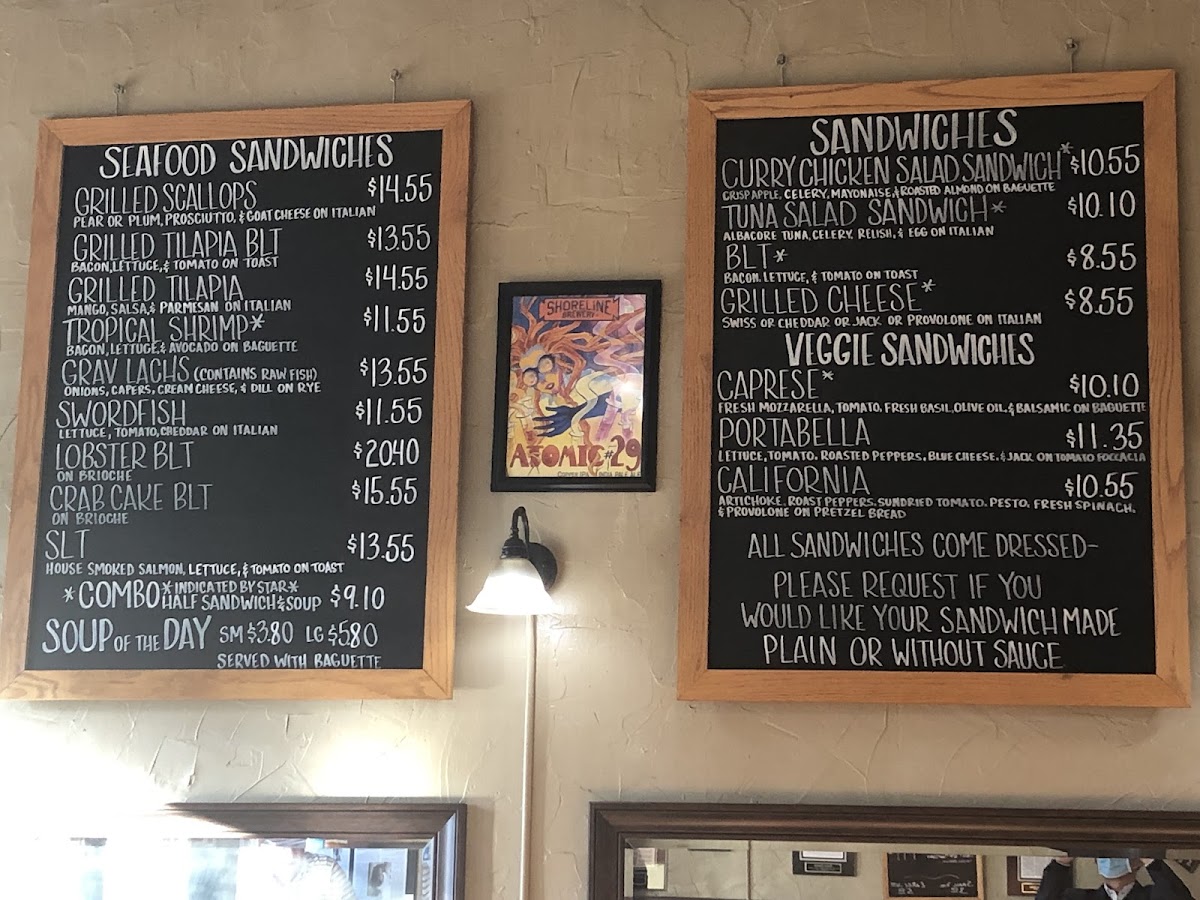 SEAFOOD SANDWICHES
GRILLED SCALLOPS $14.55
PEAR OR PLUM, PROSCIUTTO, & GOAT CHEESE ON ITALIAN
GRILLED TILAPIA BLT $13.55
BACON, LETTUCE, & TOMATO ON TOAST
GRILLED TILAPIA $14.55
MANGO, SALSA, & PARMESAN ON ITALIAN
TROPICAL SHRIMP* $11.55
BACON, LETTUCE & AVOCADO ON BAGUETTE
GRAV LACHS (CONTAINS RAW FISH) $13.55
ONIONS, CAPERS, CREAM CHEESE, & DILL ON RYE
SWORDFISH $11.55
LETTUCE, TOMATO, CHEDDAR ON ITALIAN
LOBSTER BLT $20.40
ON BRIOCHE
CRAB CAKE BLT $15.55
ON BRIOCHE
SLT $13.55
HOUSE SMOKED SALMON, LETTUCE, & TOMATO ON TOAST
*COMBO *INDICATED BY STAR* HALF SANDWICH & SOUP $9.10
SOUP OF THE DAY SM $3.80 LG $5.80
SERVED WITH BAGUETTE
SHORELINE
BREWERY
ATOMIC #29
COPPER IPA INDIA PALE ALE
SANDWICHES
CURRY CHICKEN SALAD SANDWICH* $10.55
CRISP APPLE, CELERY, MAYONAISE, & ROASTED ALMOND ON BAGUETTE
TUNA SALAD SANDWICH* $10.10
ALBACORE TUNA, CELERY, RELISH, & EGG ON ITALIAN
BLT* $8.55
BACON, LETTUCE, & TOMATO ON TOAST
GRILLED CHEESE* $8.55
SWISS OR CHEDDAR OR JACK OR PROVOLONE ON ITALIAN
VEGGIE SANDWICHES
CAPRESE* $10.10
FRESH MOZZARELLA, TOMATO, FRESH BASIL, OLIVE OIL, & BALSAMIC ON BAGUETTE
PORTABELLA $11.35
LETTUCE, TOMATO, ROASTED PEPPERS, BLUE CHEESE, & JACK ON TOMATO FOCCACIA
CALIFORNIA $10.55
ARTICHOKE, ROAST PEPPERS, SUNDRIED TOMATO, PESTO, FRESH SPINACH,
& PROVOLONE ON PRETZEL BREAD
ALL SANDWICHES COME DRESSED-
PLEASE REQUEST IF YOU
WOULD LIKE YOUR SANDWICH MADE
PLAIN OR WITHOUT SAUCE